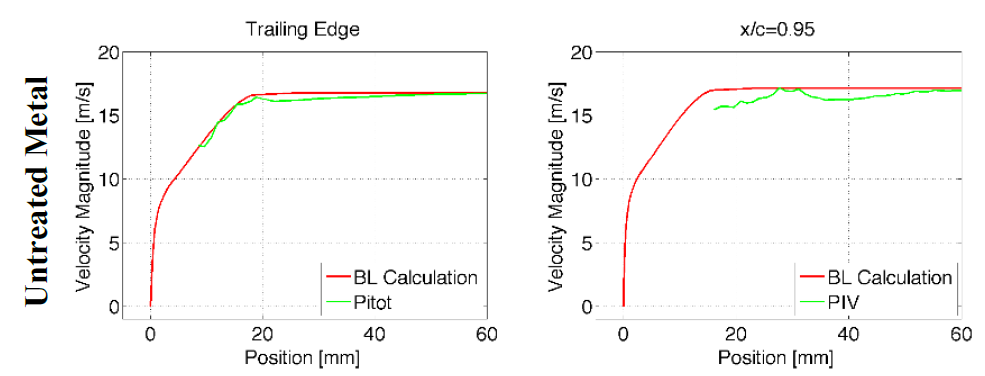 Untreated Metal
Trailing Edge
Velocity Magnitude [m/s]
20
15
10
5
0
BL Calculation
Pitot
0 20 40 60
Position [mm]
x/c=0.95
Velocity Magnitude [m/s]
20
15
10
5
0
BL Calculation
PIV
0 20 40 60
Position [mm]